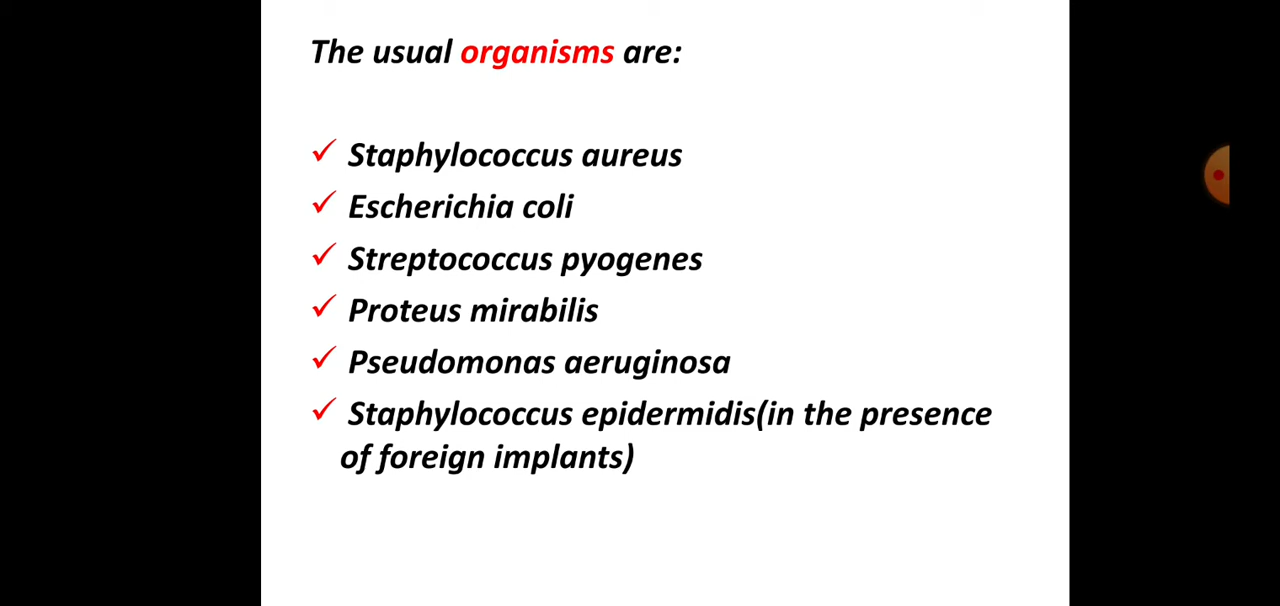 The usual organisms are:
✓ Staphylococcus aureus
✓ Escherichia coli
✓ Streptococcus pyogenes
✓ Proteus mirabilis
✓ Pseudomonas aeruginosa
✓ Staphylococcus epidermidis(in the presence
of foreign implants)